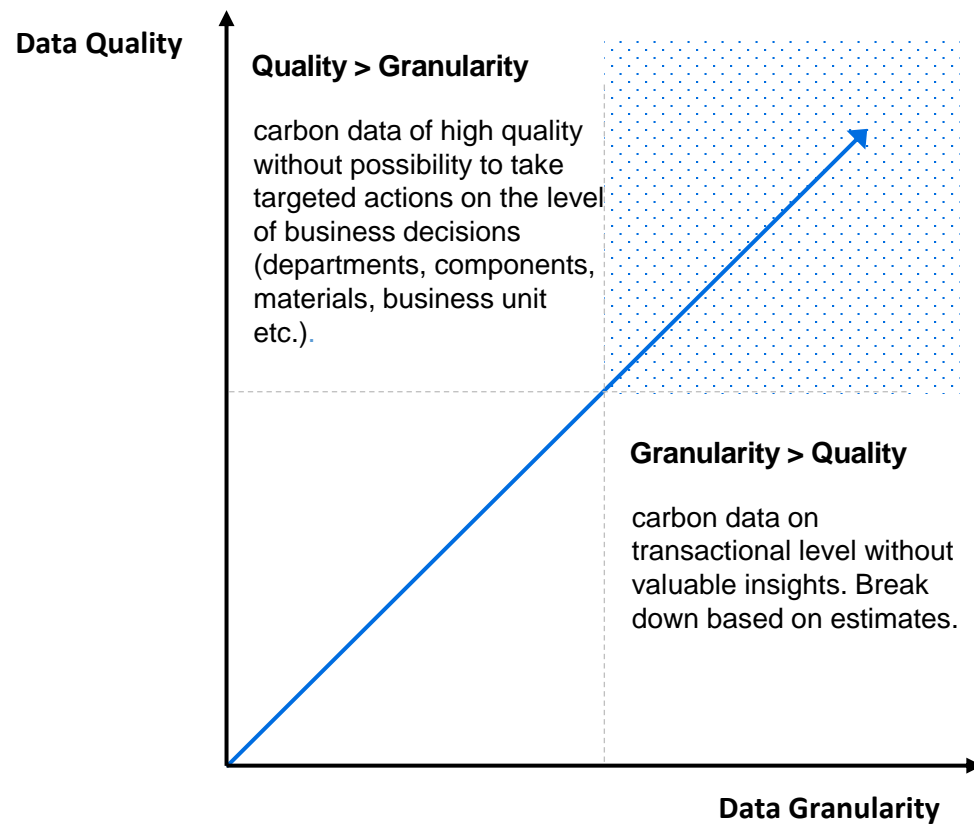 Data Quality
Quality > Granularity
carbon data of high quality
without possibility to take
targeted actions on the level
of business decisions
(departments, components,
materials, business unit
etc.).
Granularity > Quality
carbon data on
transactional level without
valuable insights. Break
down based on estimates.
Data Granularity